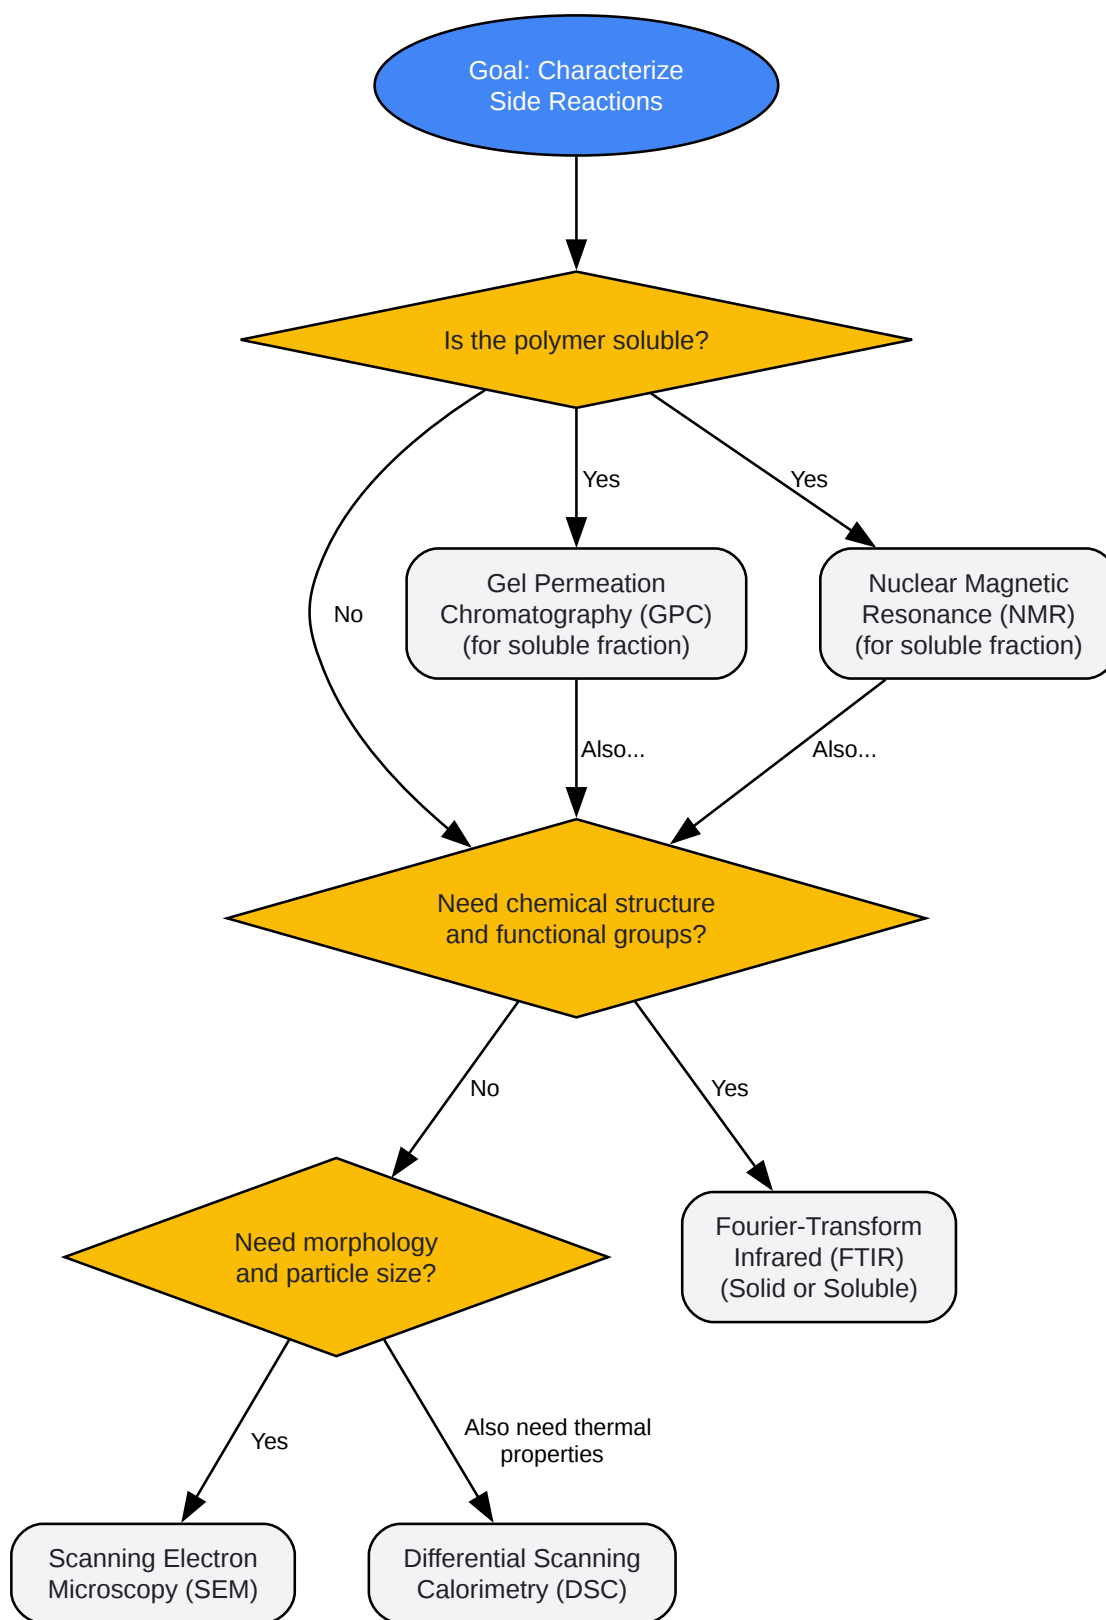 Goal: Characterize
Side Reactions
Is the polymer soluble?
Yes
Yes
Gel Permeation
Chromatography (GPC)
(for soluble fraction)
Nuclear Magnetic
Resonance (NMR)
(for soluble fraction)
No
Also...
Also...
Need chemical structure
and functional groups?
No
Yes
Need morphology
and particle size?
Fourier-Transform
Infrared (FTIR)
(Solid or Soluble)
Yes
Also need thermal
properties
Scanning Electron
Microscopy (SEM)
Differential Scanning
Calorimetry (DSC)